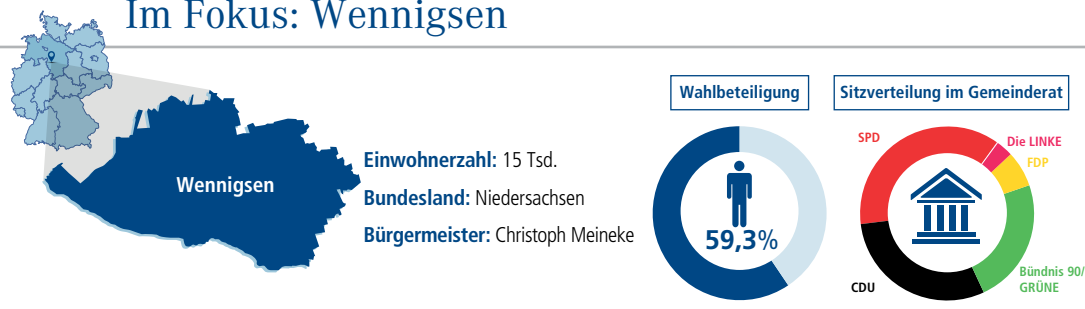 Im Fokus: Wennigsen
Wennigsen
Einwohnerzahl: 15 Tsd.
Bundesland: Niedersachsen
Bürgermeister: Christoph Meineke
Wahlbeteiligung
59,3%
Sitzverteilung im Gemeinderat
SPD
Die LINKE
FDP
Bündnis 90/
GRÜNE
CDU